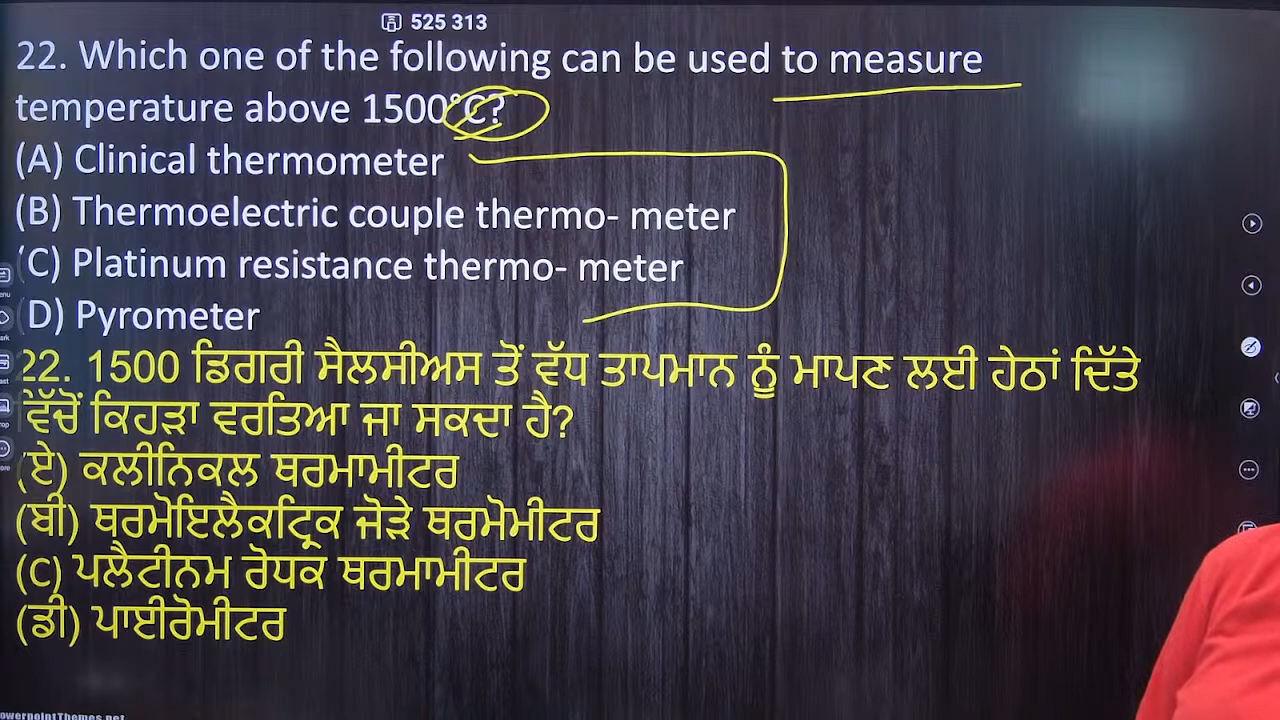 525 313
22. Which one of the following can be used to measure
temperature above 1500°C?
(A) Clinical thermometer
(B) Thermoelectric couple thermo- meter
(C) Platinum resistance thermo- meter
(D) Pyrometer
22. 1500 ਡਿਗਰੀ ਸੈਲਸੀਅਸ ਤੋਂ ਵੱਧ ਤਾਪਮਾਨ ਨੂੰ ਮਾਪਣ ਲਈ ਹੇਠਾਂ ਦਿੱਤੇ
ਵਿੱਚੋਂ ਕਿਹੜਾ ਵਰਤਿਆ ਜਾ ਸਕਦਾ ਹੈ?
(ਏ) ਕਲੀਨਿਕਲ ਥਰਮਾਮੀਟਰ
(ਬੀ) ਥਰਮੋਇਲੈਕਟ੍ਰਿਕ ਜੋੜੇ ਥਰਮੋਮੀਟਰ
(C) ਪਲੈਟੀਨਮ ਰੋਧਕ ਥਰਮਾਮੀਟਰ
(ਡੀ) ਪਾਈਰੋਮੀਟਰ
owerpointThemes.net